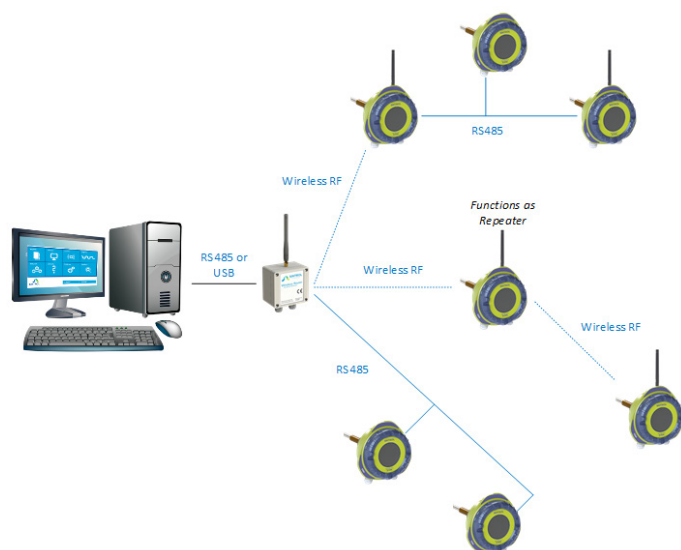 RS485
Wireless RF
Functions as
Repeater
RS485 or
USB
Wireless RF
Wireless RF
RS485